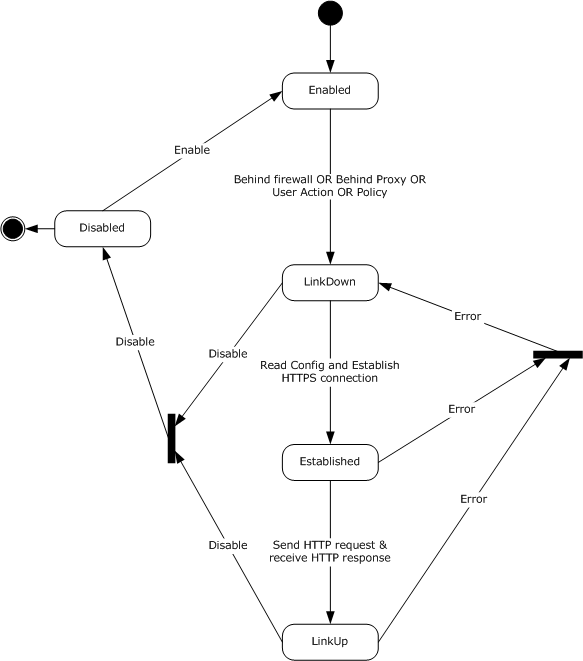 Enabled
Enable
Behind firewall OR Behind Proxy OR
User Action OR Policy
Disabled
LinkDown
Error
Disable
Disable
Read Config and Establish
HTTPS connection
Error
Established
Error
Disable
Send HTTP request &
receive HTTP response
LinkUp